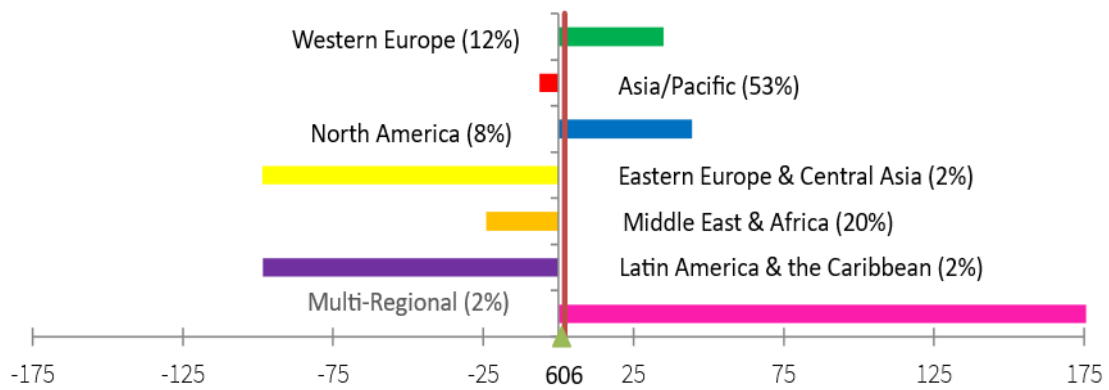 Western Europe (12%)
Asia/Pacific (53%)
North America (8%)
Eastern Europe & Central Asia (2%)
Middle East & Africa (20%)
Latin America & the Caribbean (2%)
Multi-Regional (2%)
-175 -125 -75 -25 606 25 75 125 175